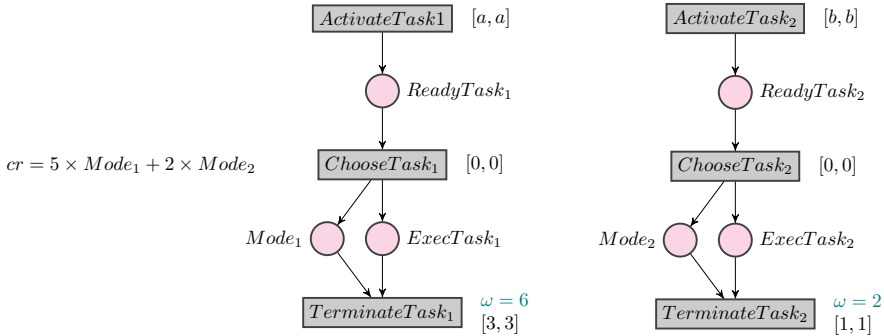 ActivateTask1 [a, a]
ActivateTask₂ [b, b]
ReadyTask₁
ReadyTask₂
cr = 5 × Mode₁ + 2 × Mode₂
ChooseTask₁ [0, 0]
ChooseTask₂ [0, 0]
Mode₁ ExecTask₁
Mode₂ ExecTask₂
ω = 6
TerminateTask₁ [3, 3]
ω = 2
TerminateTask₂ [1, 1]